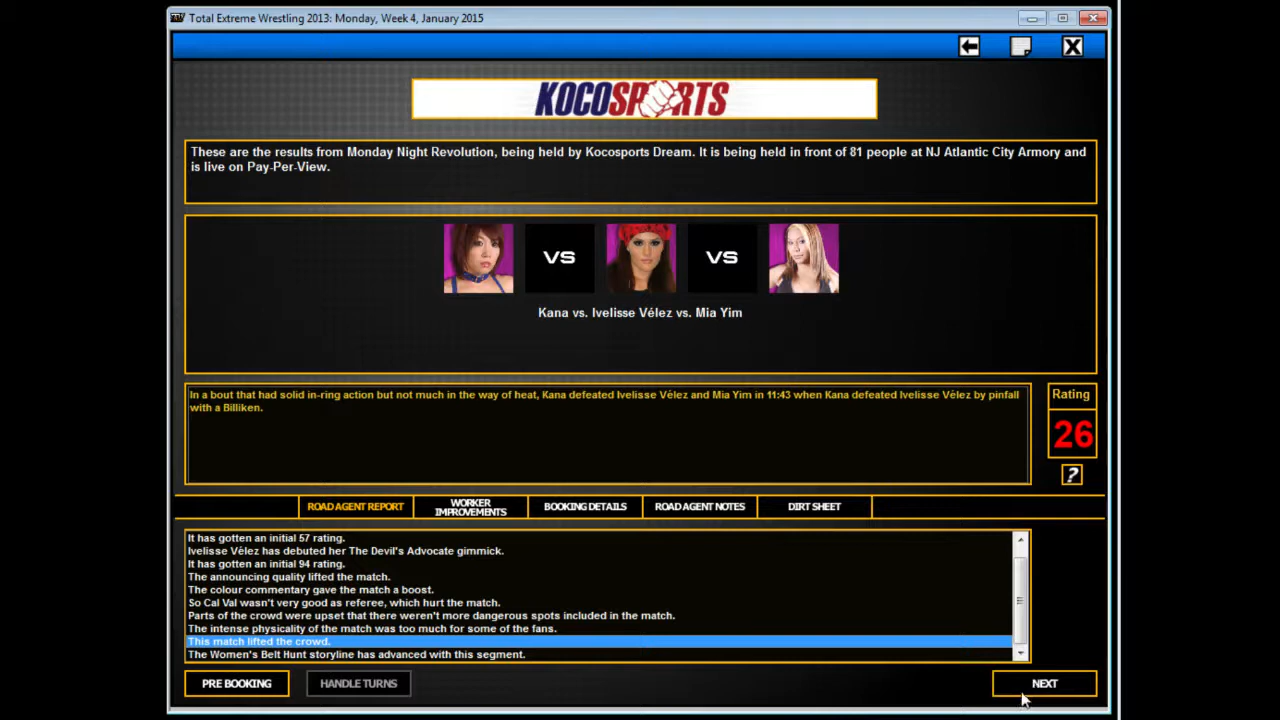 Total Extreme Wrestling 2013: Monday, Week 4, January 2015
KOCOSPORTS
These are the results from Monday Night Revolution, being held by Kocosports Dream. It is being held in front of 81 people at NJ Atlantic City Armory and
is live on Pay-Per-View.
VS
VS
Kana vs. Ivelisse Vélez vs. Mia Yim
In a bout that had solid in-ring action but not much in the way of heat, Kana defeated Ivelisse Vélez and Mia Yim in 11:43 when Kana defeated Ivelisse Vélez by pinfall
with a Billiken.
Rating
26
?
ROAD AGENT REPORT
WORKER
IMPROVEMENTS
BOOKING DETAILS
ROAD AGENT NOTES
DIRT SHEET
It has gotten an initial 57 rating.
Ivelisse Vélez has debuted her The Devil's Advocate gimmick.
It has gotten an initial 94 rating.
The announcing quality lifted the match.
The colour commentary gave the match a boost.
So Cal Val wasn't very good as referee, which hurt the match.
Parts of the crowd were upset that there weren't more dangerous spots included in the match.
The intense physicality of the match was too much for some of the fans.
This match lifted the crowd.
The Women's Belt Hunt storyline has advanced with this segment.
PRE BOOKING
HANDLE TURNS
NEXT